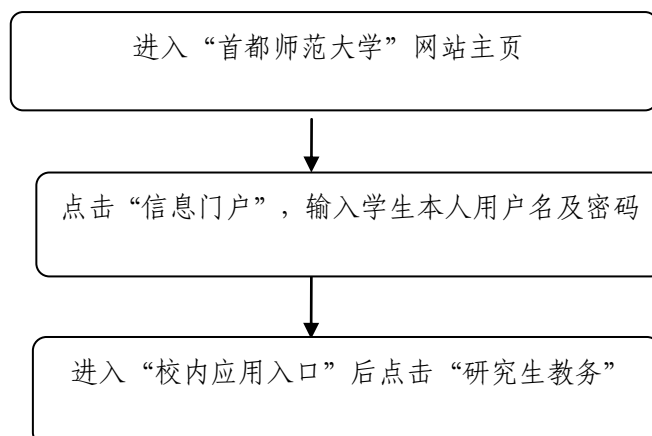 进入“首都师范大学”网站主页
点击“信息门户”，输入学生本人用户名及密码
进入“校内应用入口”后点击“研究生教务”